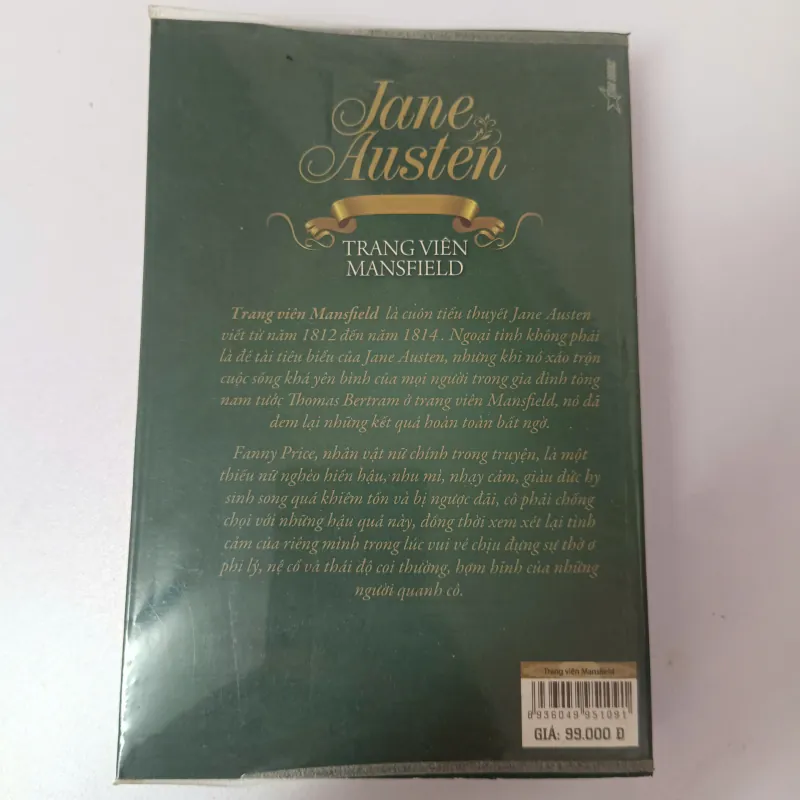 Jane
Austen
TRANG VIÊN
MANSFIELD
Trang viên Mansfield là cuốn tiểu thuyết Jane Austen
viết từ năm 1812 đến năm 1814 . Ngoại tình không phải
là đề tài tiêu biểu của Jane Austen, nhưng khi nó xáo trộn
cuộc sống khá yên bình của mọi người trong gia đình tòng
nam tước Thomas Bertram ở trang viên Mansfield, nó đã
đem lại những kết quả hoàn toàn bất ngờ.
Fanny Price, nhân vật nữ chính trong truyện, là một
thiếu nữ nghèo hiền hậu, nhu mì, nhạy cảm, giàu đức hy
sinh song quá khiêm tốn và bị ngược đãi, cô phải chống
chọi với những hậu quả này, đồng thời xem xét lại tình
cảm của riêng mình trong lúc vui vẻ chịu đựng sự thờ ơ
phi lý, nệ cổ và thái độ coi thường, hợm hĩnh của những
người quanh cô.
Trang viên Mansfield
8936049951091
GIÁ: 99.000 Đ